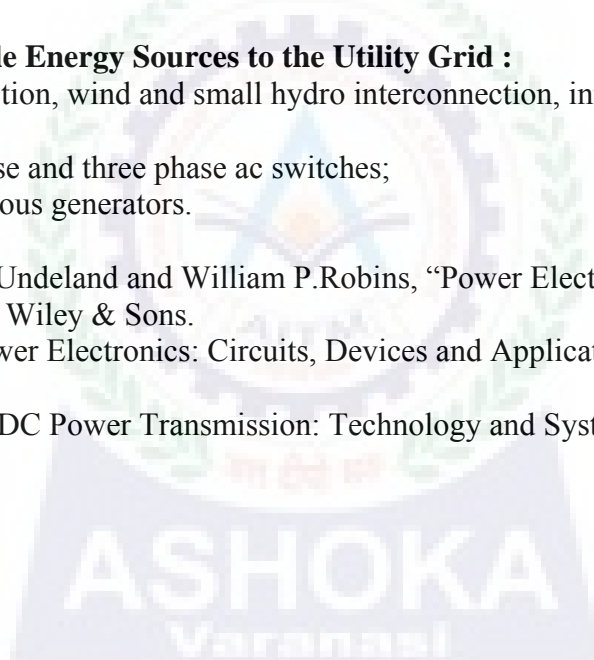 le Energy Sources to the Utility Grid :
tion, wind and small hydro interconnection, in
se and three phase ac switches;
ous generators.
Undeland and William P.Robins, “Power Elect
Wiley & Sons.
wer Electronics: Circuits, Devices and Applicat
DC Power Transmission: Technology and Syst
AITM
ASHOKA
Varanasi